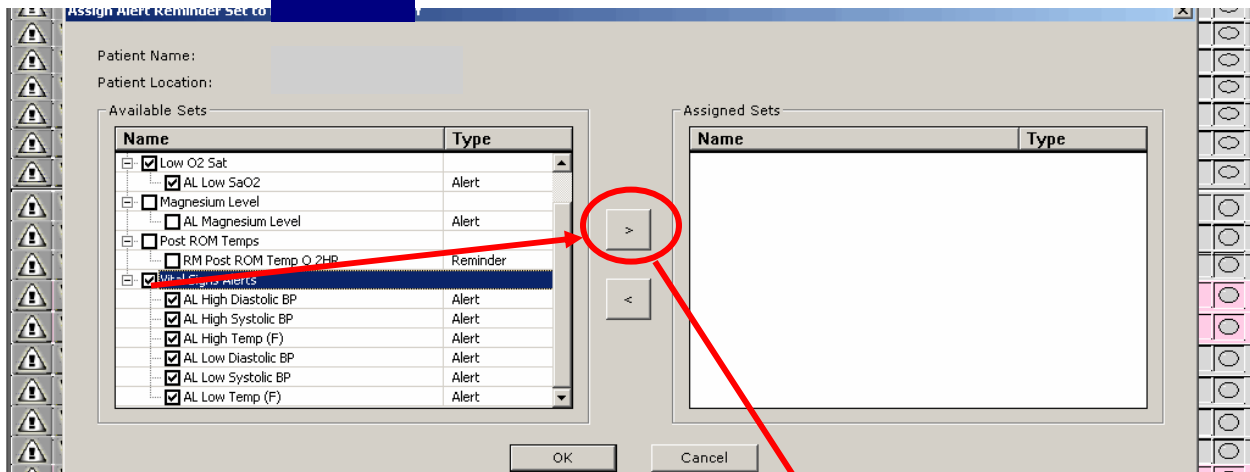 Assign Alert Reminder Set to
Patient Name:
Patient Location:
Available Sets
Name Type
Low O2 Sat
AL Low SaO2 Alert
Magnesium Level
AL Magnesium Level Alert
Post ROM Temps
RM Post ROM Temp Q 2HR Reminder
Vital Signs Alerts
AL High Diastolic BP Alert
AL High Systolic BP Alert
AL High Temp (F) Alert
AL Low Diastolic BP Alert
AL Low Systolic BP Alert
AL Low Temp (F) Alert
>
<
Assigned Sets
Name Type
OK Cancel